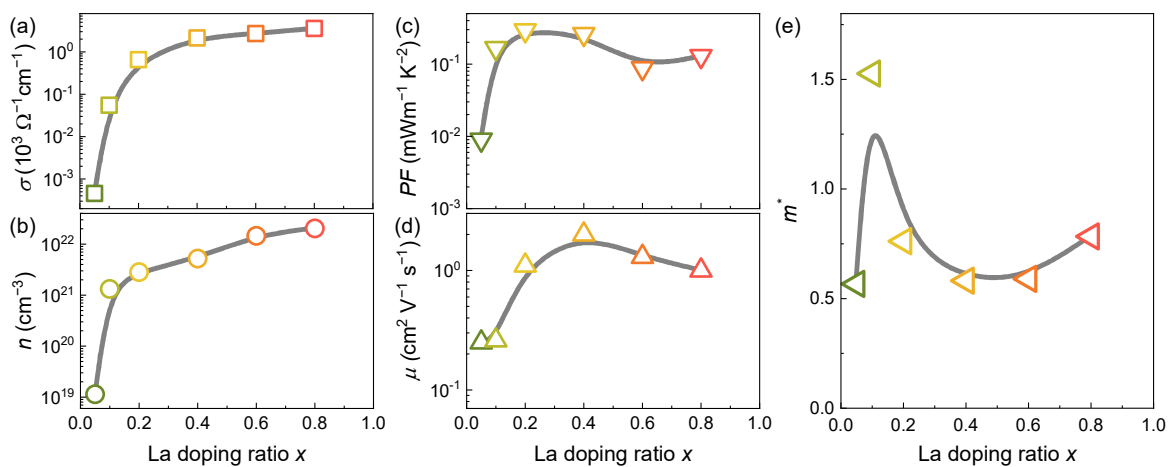 (a)
σ (10³ Ω⁻¹cm⁻¹)
10⁰
10⁻¹
10⁻²
10⁻³
(b)
n (cm⁻³)
10²²
10²¹
10²⁰
10¹⁹
0.0 0.2 0.4 0.6 0.8 1.0
La doping ratio x
(c)
PF (mWm⁻¹ K⁻²)
10⁰
10⁻¹
10⁻²
10⁻³
(d)
μ (cm² V⁻¹ s⁻¹)
10⁰
10⁻¹
0.0 0.2 0.4 0.6 0.8 1.0
La doping ratio x
(e)
m*
1.5
1.0
0.5
0.0
0.0 0.2 0.4 0.6 0.8 1.0
La doping ratio x